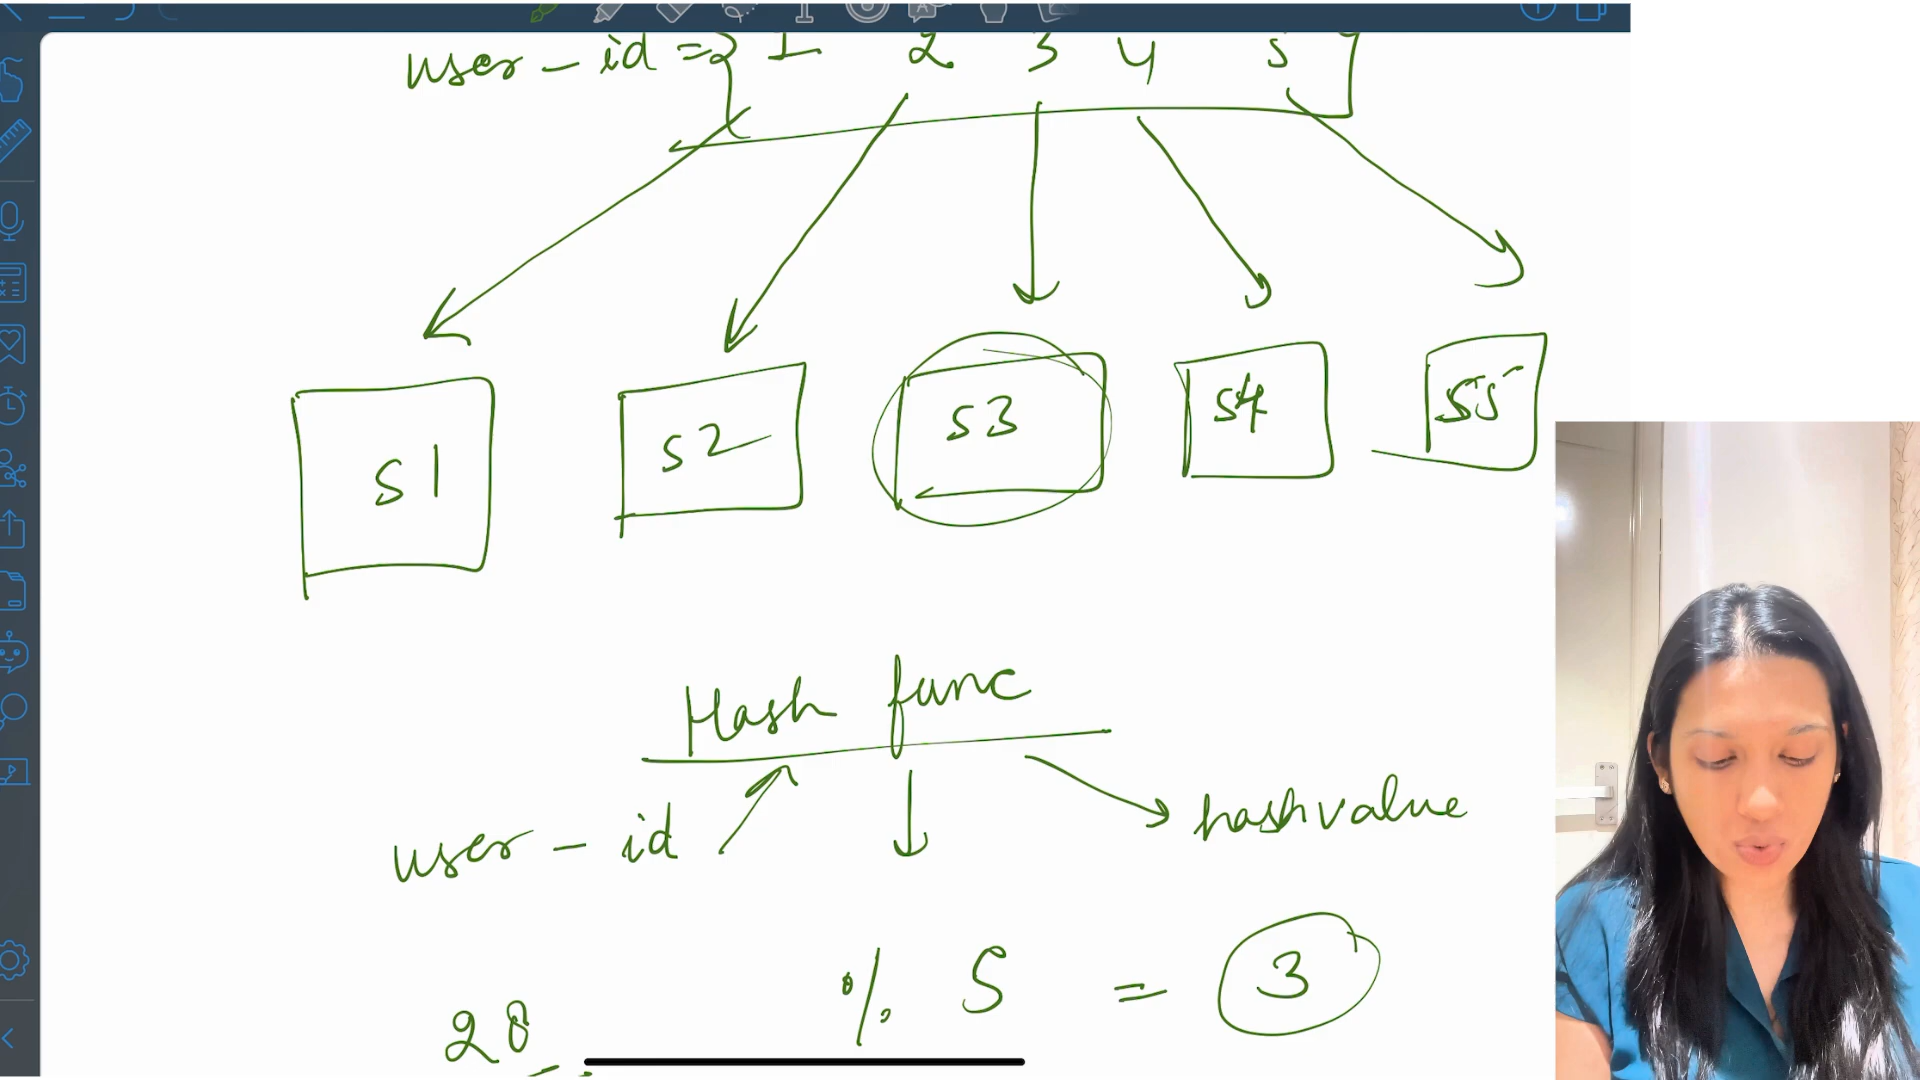 user - id = 1 2 3 4 5
S1 S2 S3 S4 S5
Hash func
user - id hashvalue
28 % 5 = 3